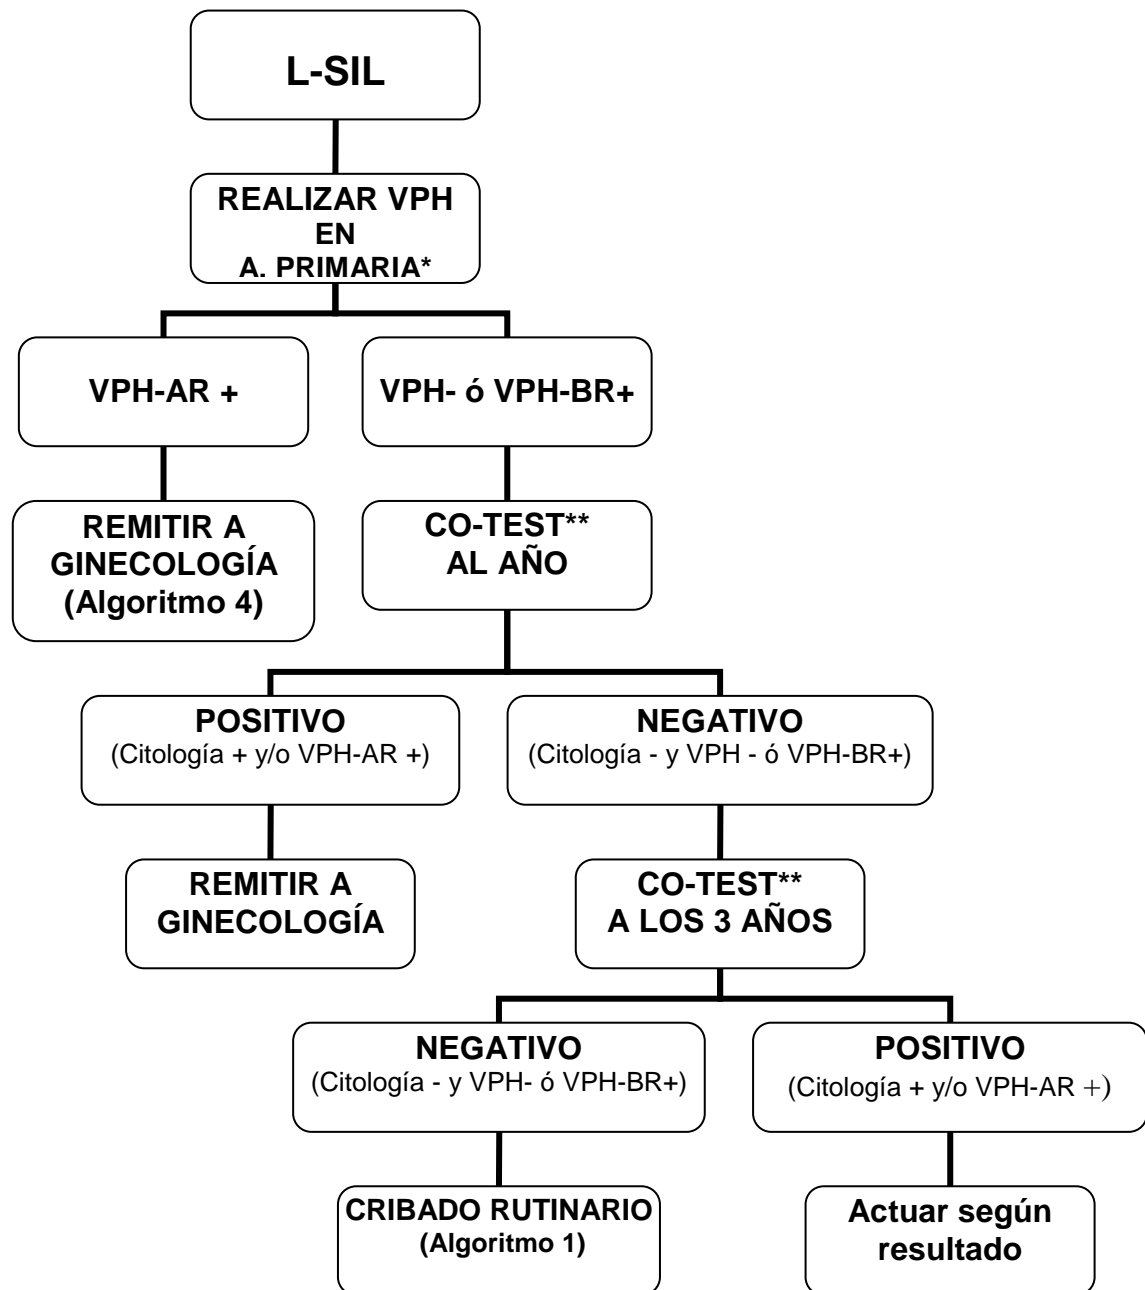 L-SIL
REALIZAR VPH
EN
A. PRIMARIA*
VPH-AR +
VPH- ó VPH-BR+
REMITIR A
GINECOLOGÍA
(Algoritmo 4)
CO-TEST**
AL AÑO
POSITIVO
(Citología + y/o VPH-AR +)
NEGATIVO
(Citología - y VPH - ó VPH-BR+)
REMITIR A
GINECOLOGÍA
CO-TEST**
A LOS 3 AÑOS
NEGATIVO
(Citología - y VPH- ó VPH-BR+)
POSITIVO
(Citología + y/o VPH-AR +)
CRIBADO RUTINARIO
(Algoritmo 1)
Actuar según
resultado